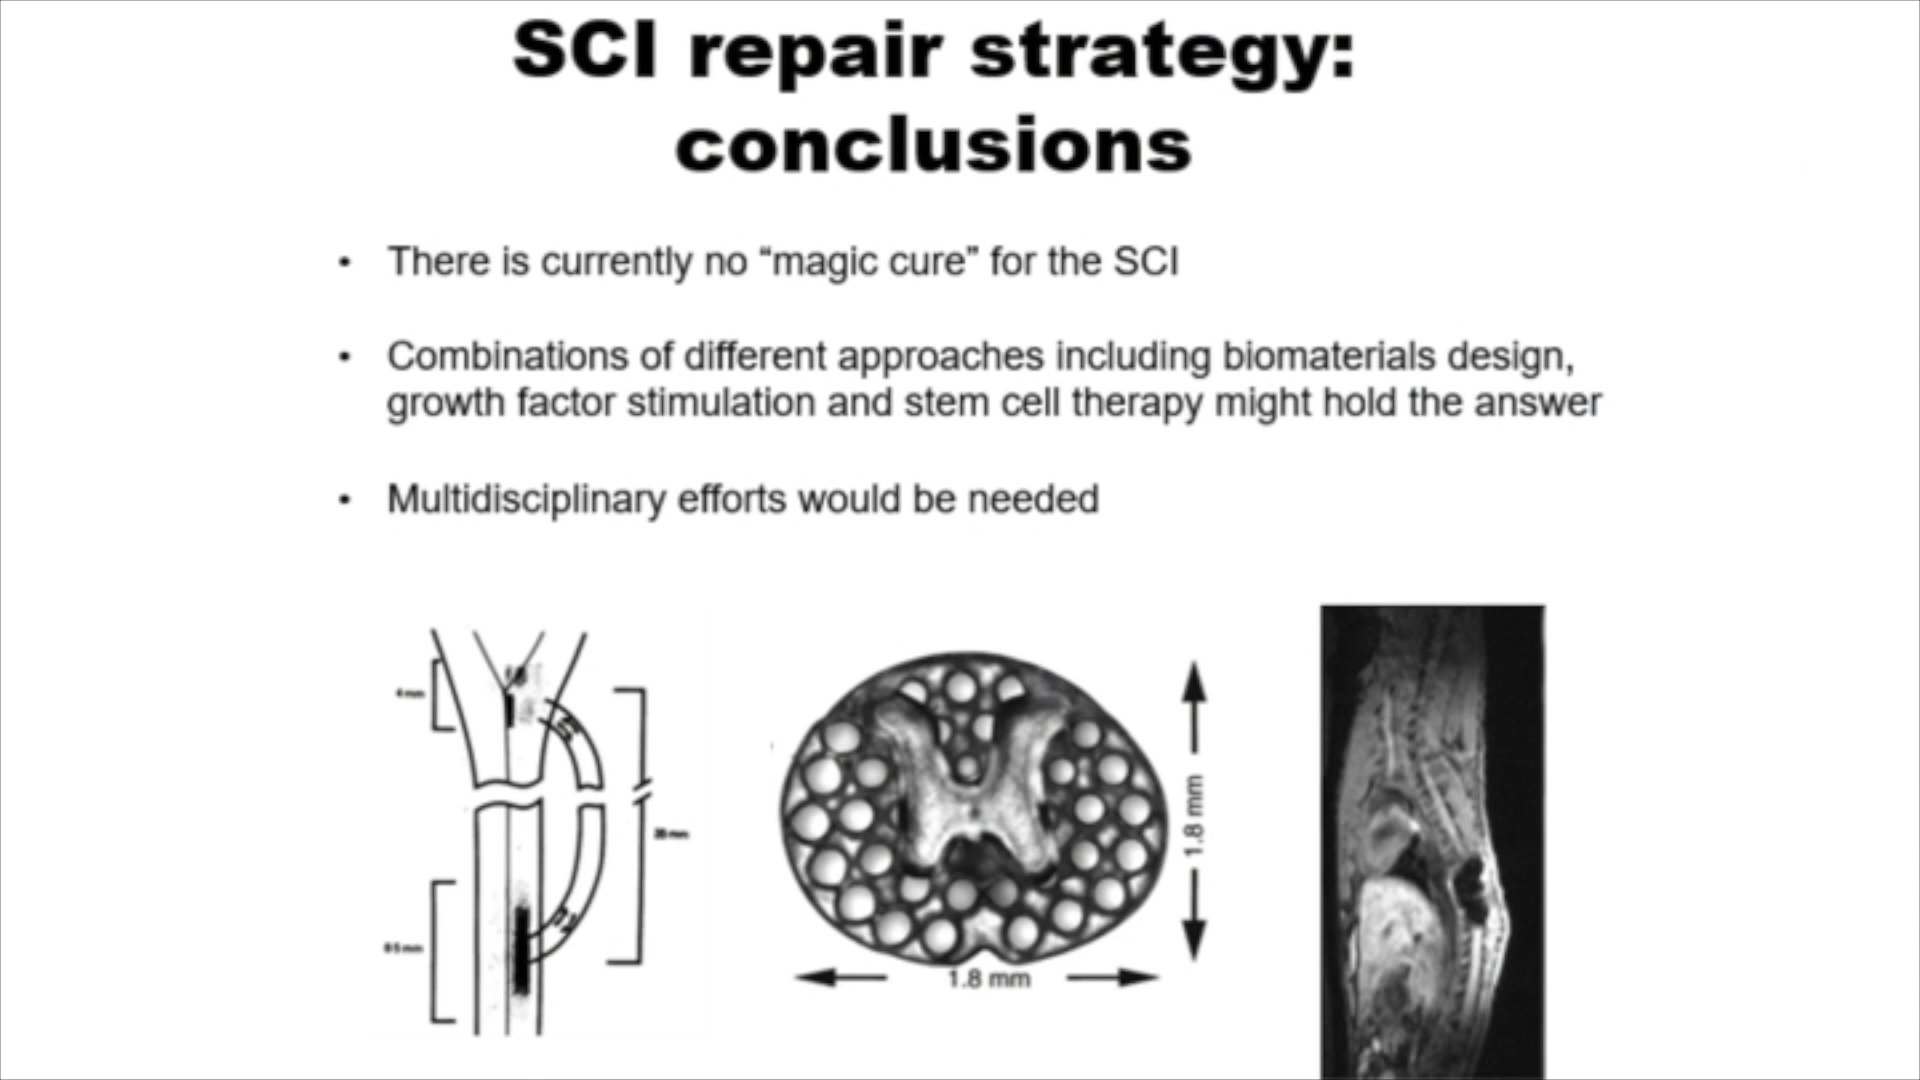 SCI repair strategy:
conclusions
• There is currently no “magic cure” for the SCI
• Combinations of different approaches including biomaterials design,
growth factor stimulation and stem cell therapy might hold the answer
• Multidisciplinary efforts would be needed
4 mm
1.8 mm
1.8 mm